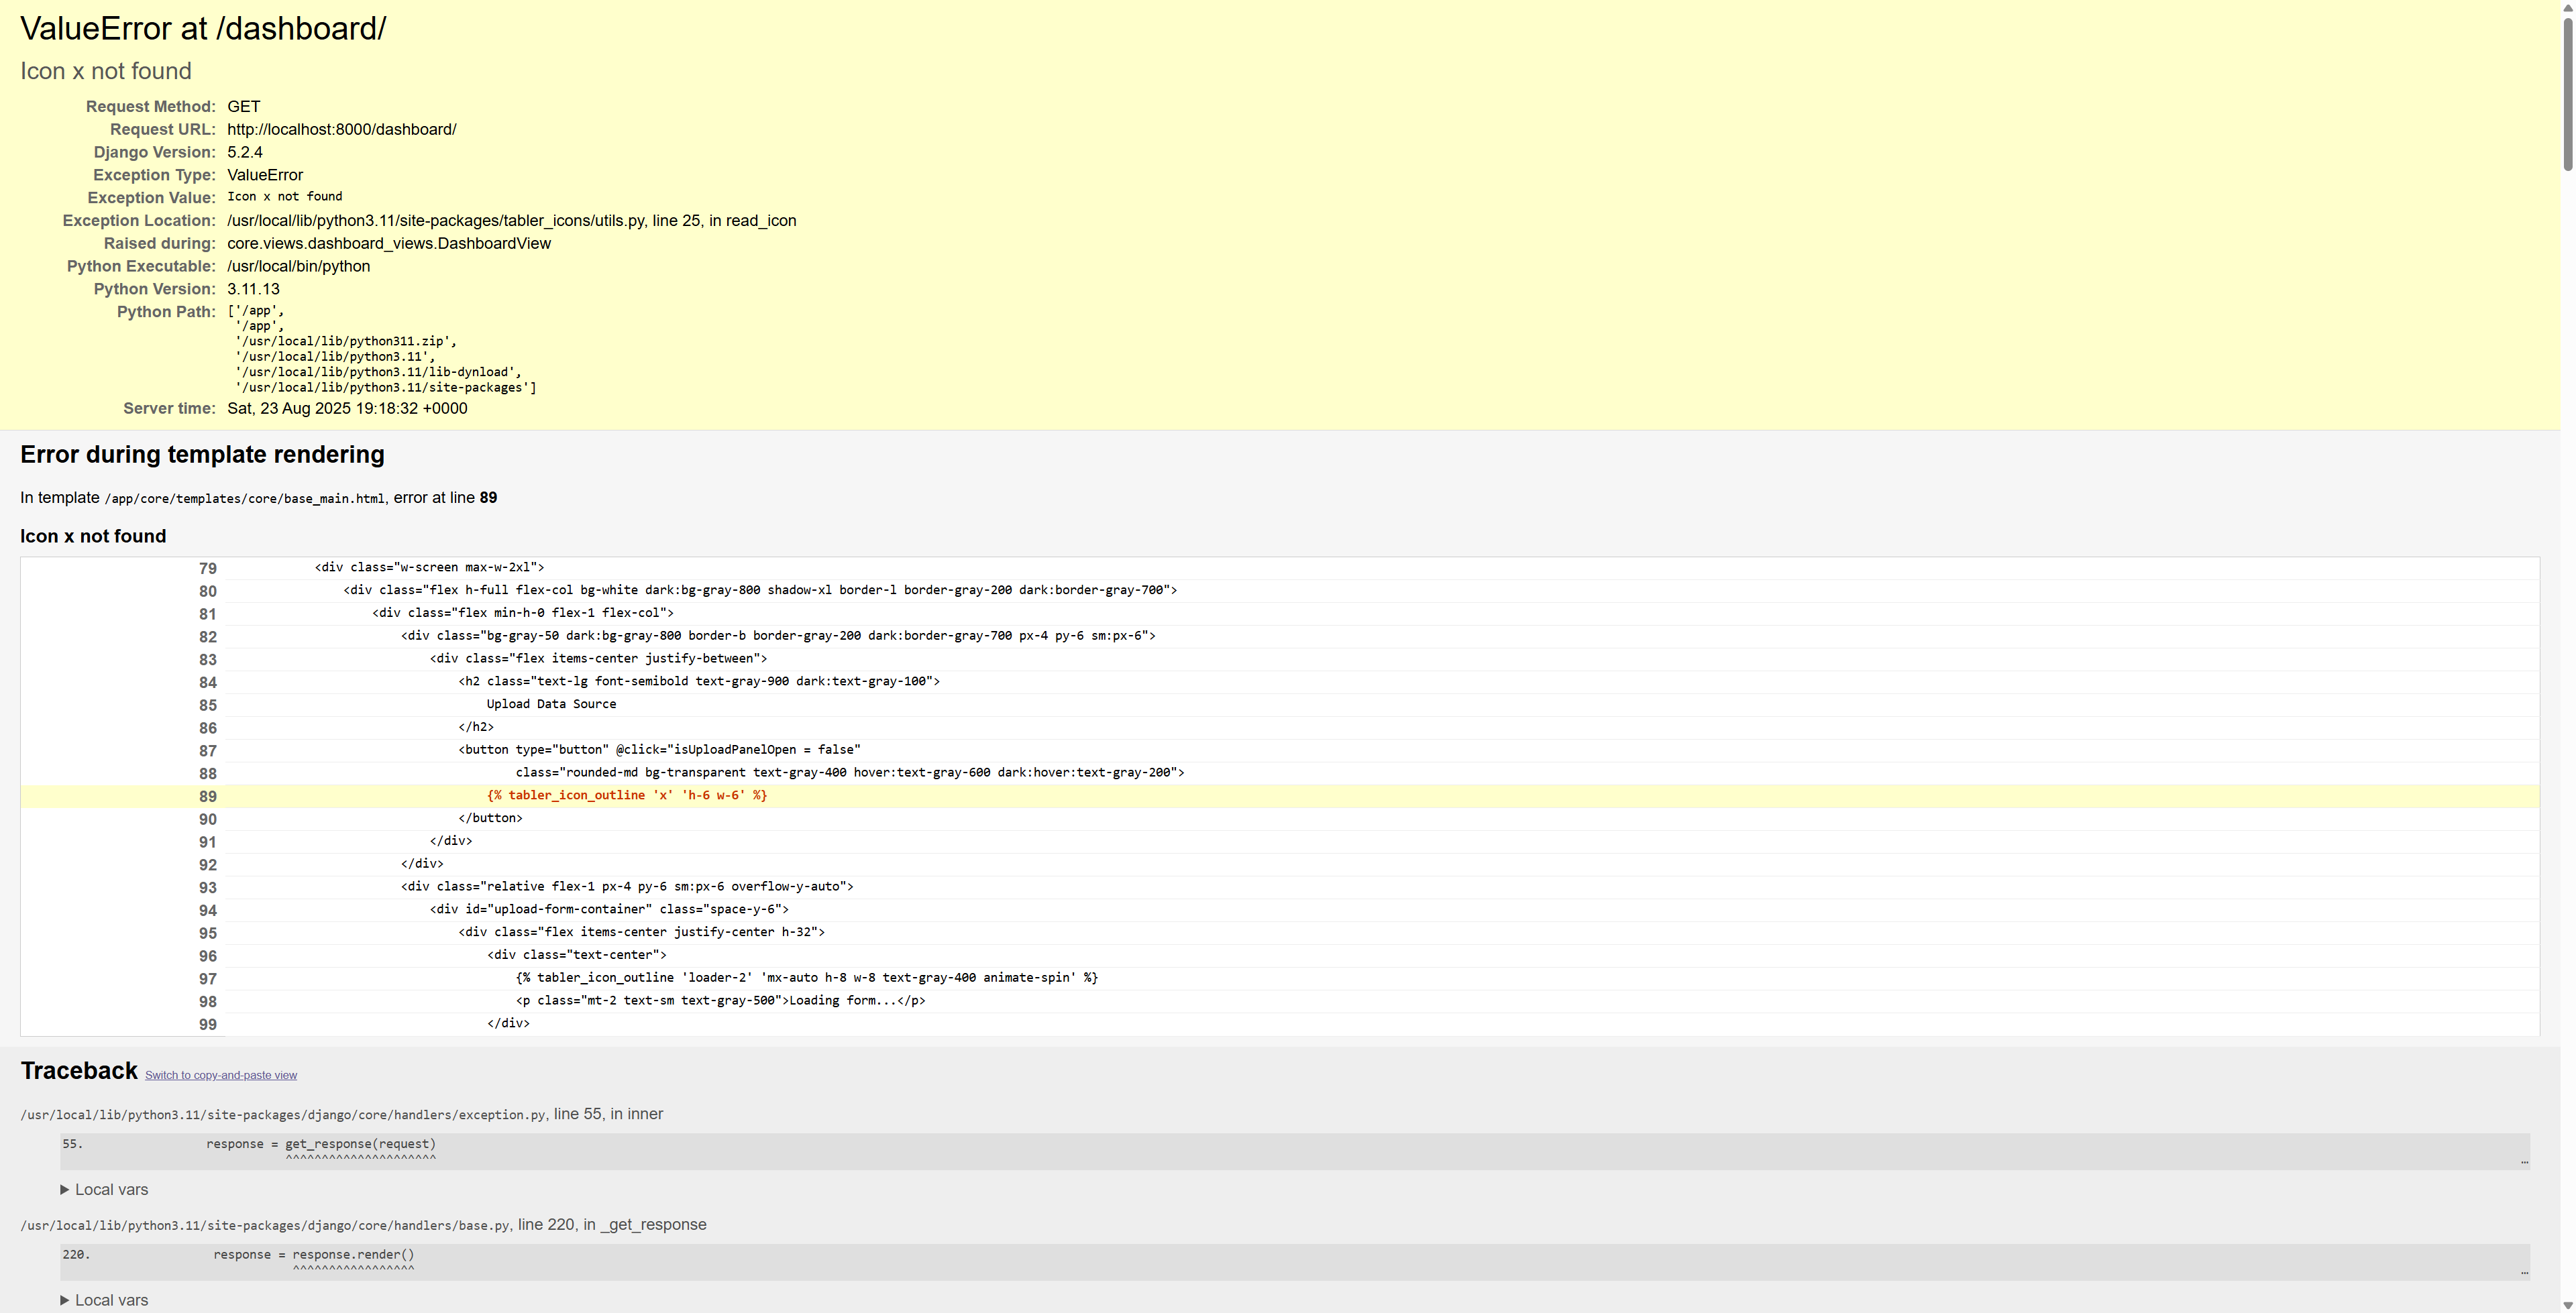 ValueError at /dashboard/
Icon x not found
Request Method: GET
Request URL: http://localhost:8000/dashboard/
Django Version: 5.2.4
Exception Type: ValueError
Exception Value: Icon x not found
Exception Location: /usr/local/lib/python3.11/site-packages/tabler_icons/utils.py, line 25, in read_icon
Raised during: core.views.dashboard_views.DashboardView
Python Executable: /usr/local/bin/python
Python Version: 3.11.13
Python Path: ['/app',
'/app',
'/usr/local/lib/python311.zip',
'/usr/local/lib/python3.11',
'/usr/local/lib/python3.11/lib-dynload',
'/usr/local/lib/python3.11/site-packages']
Server time: Sat, 23 Aug 2025 19:18:32 +0000
Error during template rendering
In template /app/core/templates/core/base_main.html, error at line 89
Icon x not found
79 <div class="w-screen max-w-2xl">
80 <div class="flex h-full flex-col bg-white dark:bg-gray-800 shadow-xl border-l border-gray-200 dark:border-gray-700">
81 <div class="flex min-h-0 flex-1 flex-col">
82 <div class="bg-gray-50 dark:bg-gray-800 border-b border-gray-200 dark:border-gray-700 px-4 py-6 sm:px-6">
83 <div class="flex items-center justify-between">
84 <h2 class="text-lg font-semibold text-gray-900 dark:text-gray-100">
85 Upload Data Source
86 </h2>
87 <button type="button" @click="isUploadPanelOpen = false"
88 class="rounded-md bg-transparent text-gray-400 hover:text-gray-600 dark:hover:text-gray-200">
89 {% tabler_icon_outline 'x' 'h-6 w-6' %}
90 </button>
91 </div>
92 </div>
93 <div class="relative flex-1 px-4 py-6 sm:px-6 overflow-y-auto">
94 <div id="upload-form-container" class="space-y-6">
95 <div class="flex items-center justify-center h-32">
96 <div class="text-center">
97 {% tabler_icon_outline 'loader-2' 'mx-auto h-8 w-8 text-gray-400 animate-spin' %}
98 <p class="mt-2 text-sm text-gray-500">Loading form...</p>
99 </div>
Traceback Switch to copy-and-paste view
/usr/local/lib/python3.11/site-packages/django/core/handlers/exception.py, line 55, in inner
55. response = get_response(request)
^^^^^^^^^^^^^^^^^^^^^ …
▶ Local vars
/usr/local/lib/python3.11/site-packages/django/core/handlers/base.py, line 220, in _get_response
220. response = response.render()
^^^^^^^^^^^^^^^^^ …
▶ Local vars